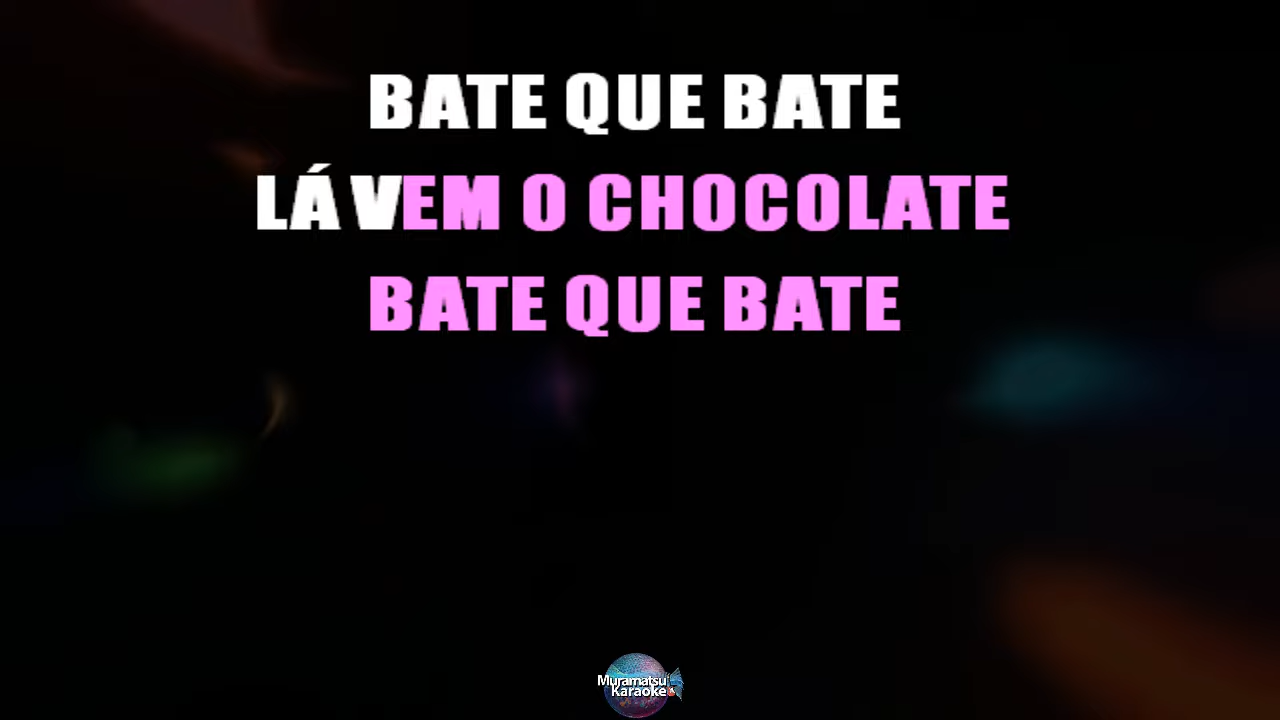 BATE QUE BATE
LÁ VEM O CHOCOLATE
BATE QUE BATE
Muramatsu
Karaoke